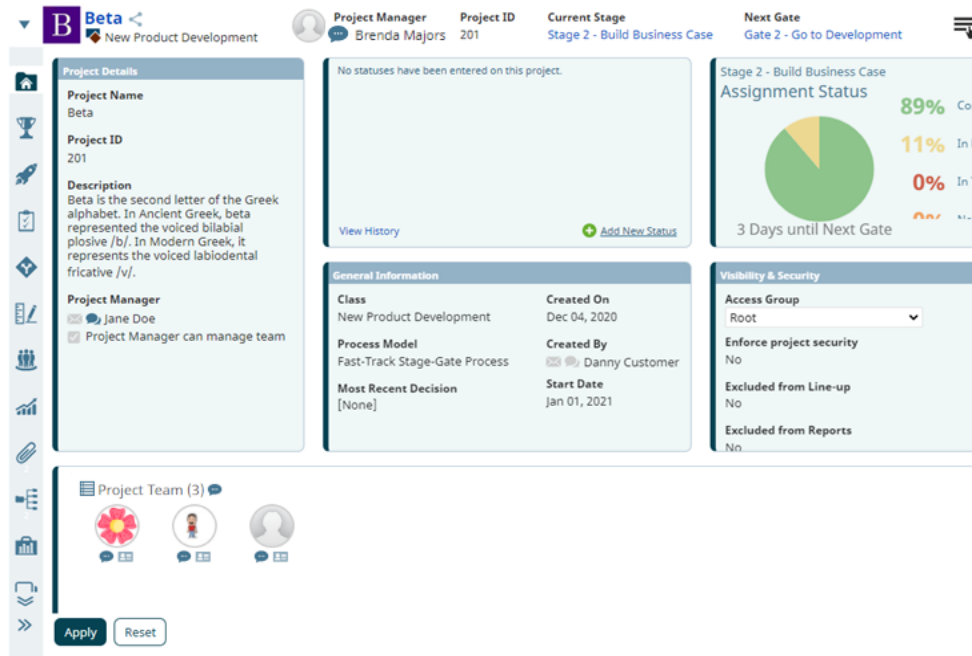 B
Beta
New Product Development
Project Manager
Brenda Majors
Project ID
201
Current Stage
Stage 2 - Build Business Case
Next Gate
Gate 2 - Go to Development
Project Details
Project Name
Beta
Project ID
201
Description
Beta is the second letter of the Greek
alphabet. In Ancient Greek, beta
represented the voiced bilabial
plosive /b/. In Modern Greek, it
represents the voiced labiodental
fricative /v/.
Project Manager
Jane Doe
Project Manager can manage team
No statuses have been entered on this project.
View History
Add New Status
Stage 2 - Build Business Case
Assignment Status
89% Co
11% In
0% In
0%
3 Days until Next Gate
General Information
Class
New Product Development
Process Model
Fast-Track Stage-Gate Process
Most Recent Decision
[None]
Created On
Dec 04, 2020
Created By
Danny Customer
Start Date
Jan 01, 2021
Visibility & Security
Access Group
Root
Enforce project security
No
Excluded from Line-up
No
Excluded from Reports
No
Project Team (3)
Apply
Reset